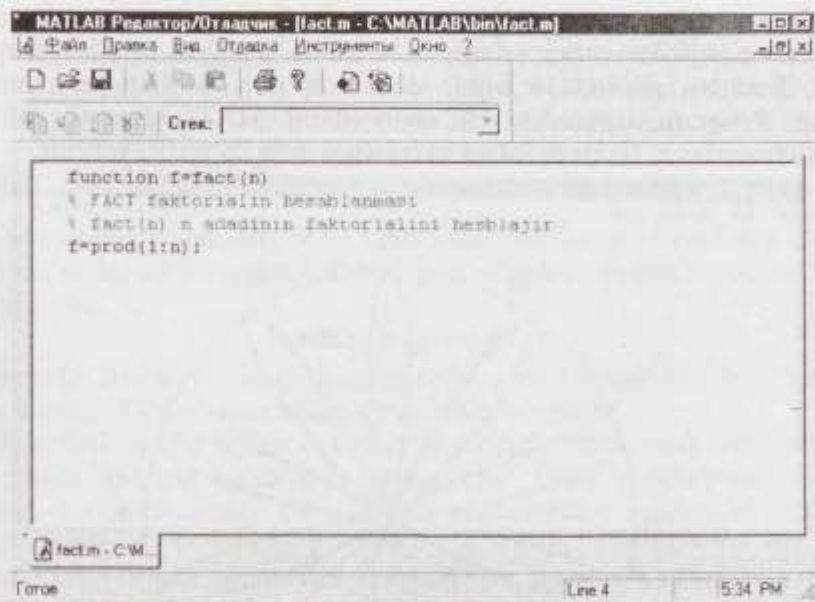 MATLAB Редактор/Отладчик - [fact.m - C:\MATLAB\bin\fact.m]
Файл Правка Вид Отладка Инструменты Окно ?
Стек:
function f=fact(n)
% FACT faktorialin hesablanmasi
% fact(n) n adadinin faktorialini hesblajir
f=prod(1:n);
fact.m - C:\M...
Готов Line 4 5:34 PM